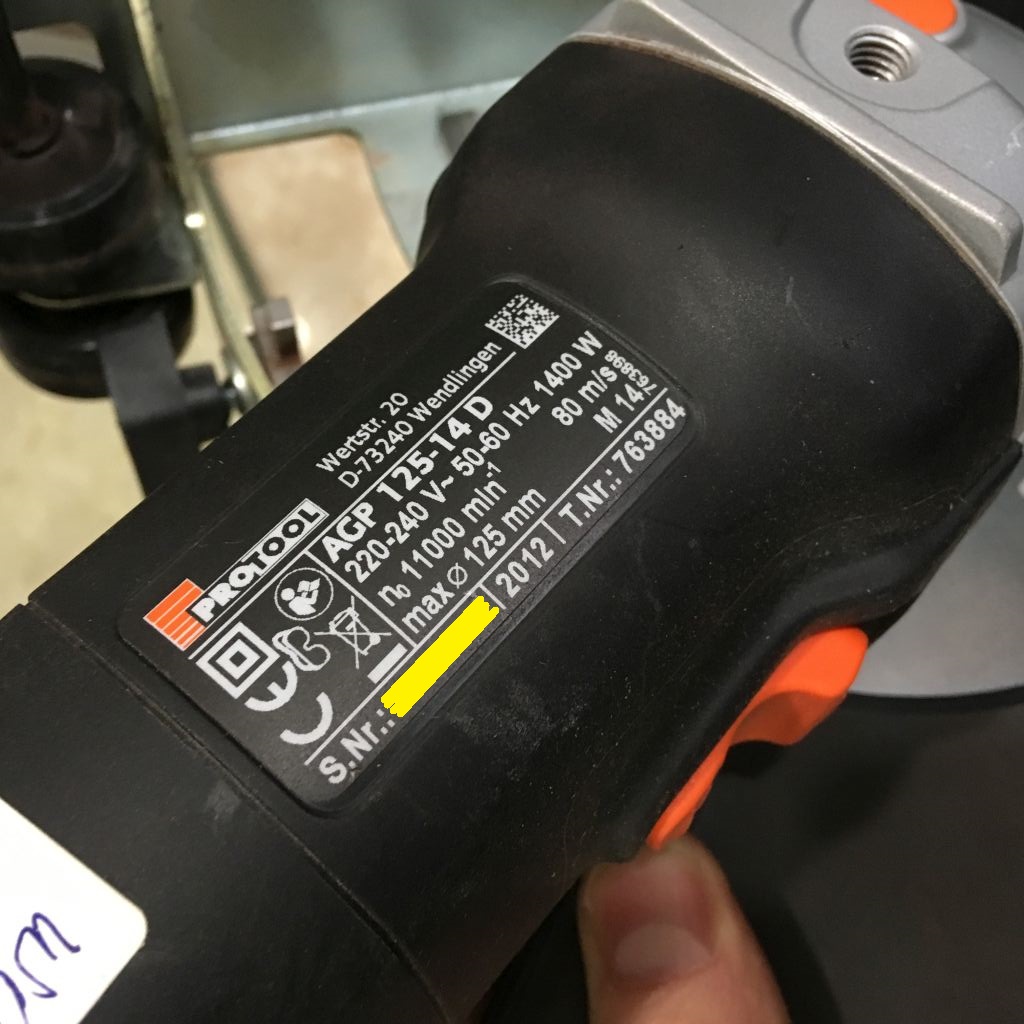 PROTOOL
Wertstr. 20
D-73240 Wendlingen
AGP 125-14 D
220-240 V~ 50-60 Hz 1400 W
n₀ 11000 min⁻¹ 80 m/s
max ⌀ 125 mm M 14
763898
CE
S.Nr.: | 2012 | T.Nr.: 763884